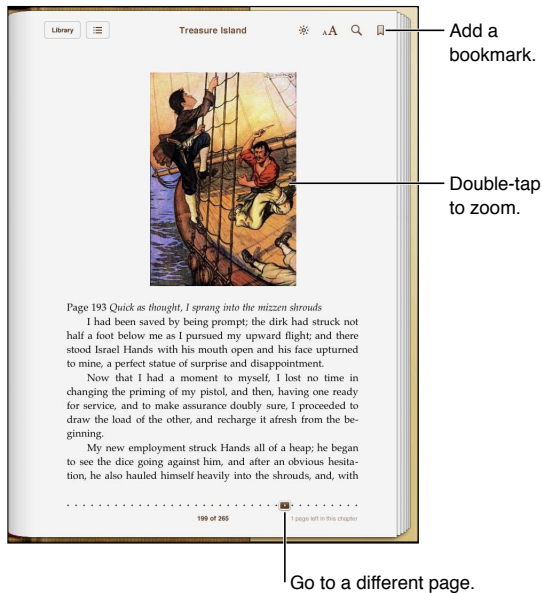 Library
Treasure Island
AA
Add a
bookmark.
Double-tap
to zoom.
Page 193 Quick as thought, I sprang into the mizzen shrouds
I had been saved by being prompt; the dirk had struck not
half a foot below me as I pursued my upward flight; and there
stood Israel Hands with his mouth open and his face upturned
to mine, a perfect statue of surprise and disappointment.
Now that I had a moment to myself, I lost no time in
changing the priming of my pistol, and then, having one ready
for service, and to make assurance doubly sure, I proceeded to
draw the load of the other, and recharge it afresh from the be-
ginning.
My new employment struck Hands all of a heap; he began
to see the dice going against him, and after an obvious hesita-
tion, he also hauled himself heavily into the shrouds, and, with
199 of 265
1 page left in this chapter
Go to a different page.